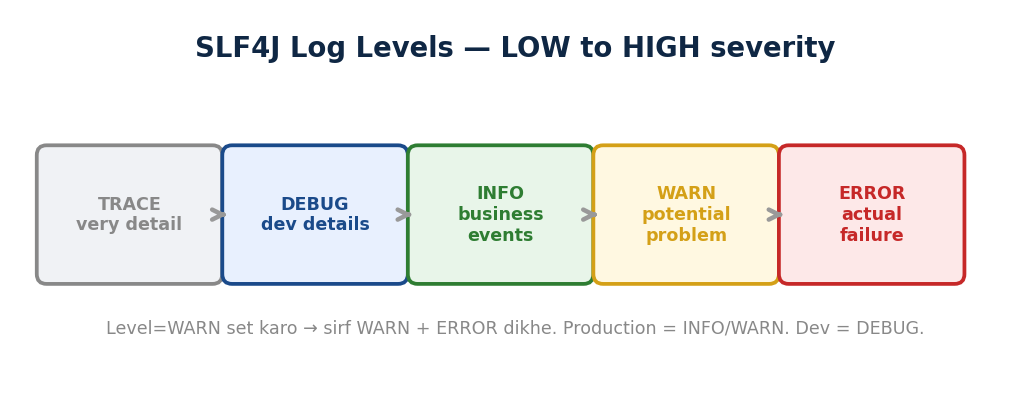 SLF4J Log Levels — LOW to HIGH severity
TRACE
very detail
DEBUG
dev details
INFO
business
events
WARN
potential
problem
ERROR
actual
failure
Level=WARN set karo → sirf WARN + ERROR dikhe. Production = INFO/WARN. Dev = DEBUG.